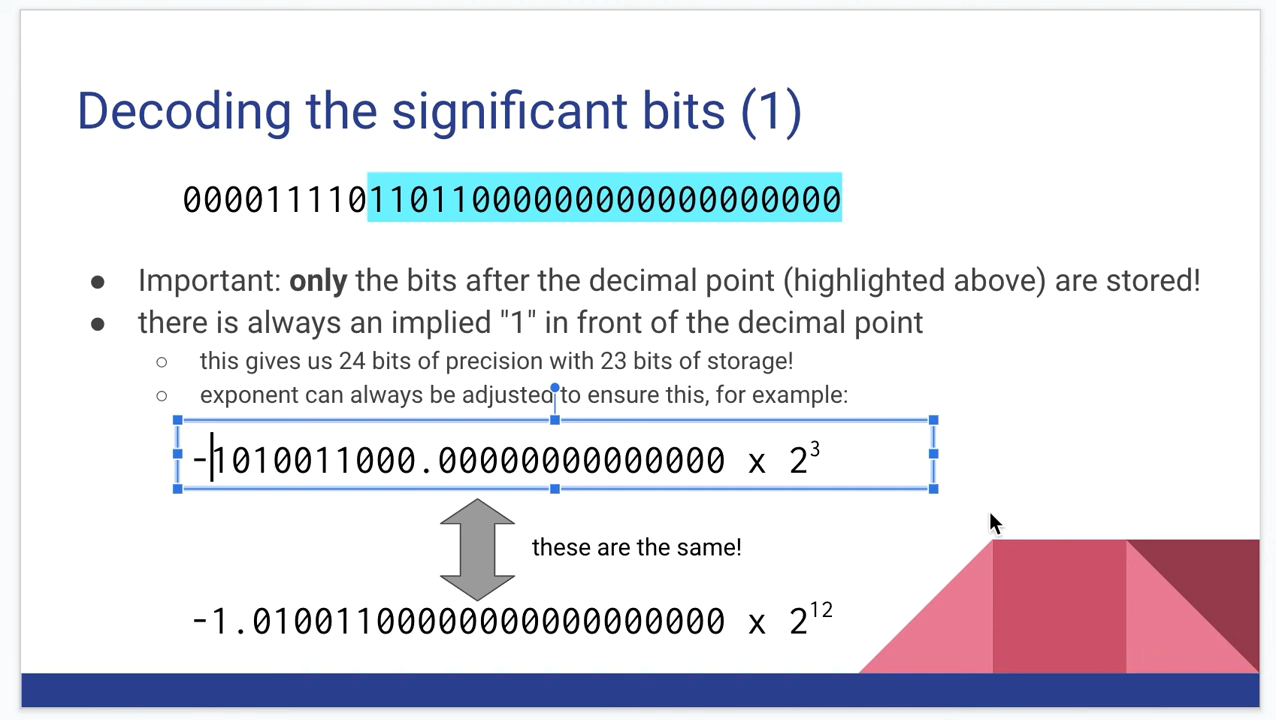 Decoding the significant bits (1)
00001111011011000000000000000000
● Important: only the bits after the decimal point (highlighted above) are stored!
● there is always an implied "1" in front of the decimal point
○ this gives us 24 bits of precision with 23 bits of storage!
○ exponent can always be adjusted to ensure this, for example:
-1010011000.00000000000000 x 2³
these are the same!
-1.01001100000000000000000 x 2¹²